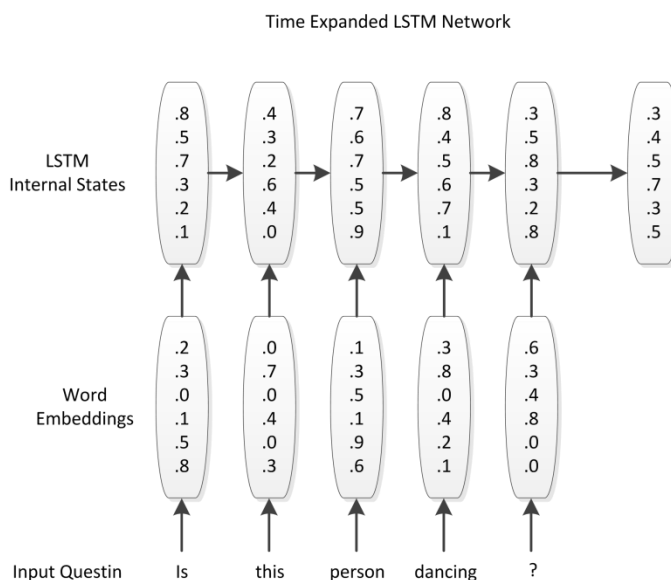 Time Expanded LSTM Network
.8 .4 .7 .8 .3 .3
.5 .3 .6 .4 .5 .4
LSTM .7 .2 .7 .5 .8 .5
Internal States .3 .6 .5 .6 .3 .7
.2 .4 .5 .7 .2 .3
.1 .0 .9 .1 .8 .5
.2 .0 .1 .3 .6
.3 .7 .3 .8 .3
Word .0 .0 .5 .0 .4
Embeddings .1 .4 .1 .4 .8
.5 .0 .9 .2 .0
.8 .3 .6 .1 .0
Input Questin Is this person dancing ?